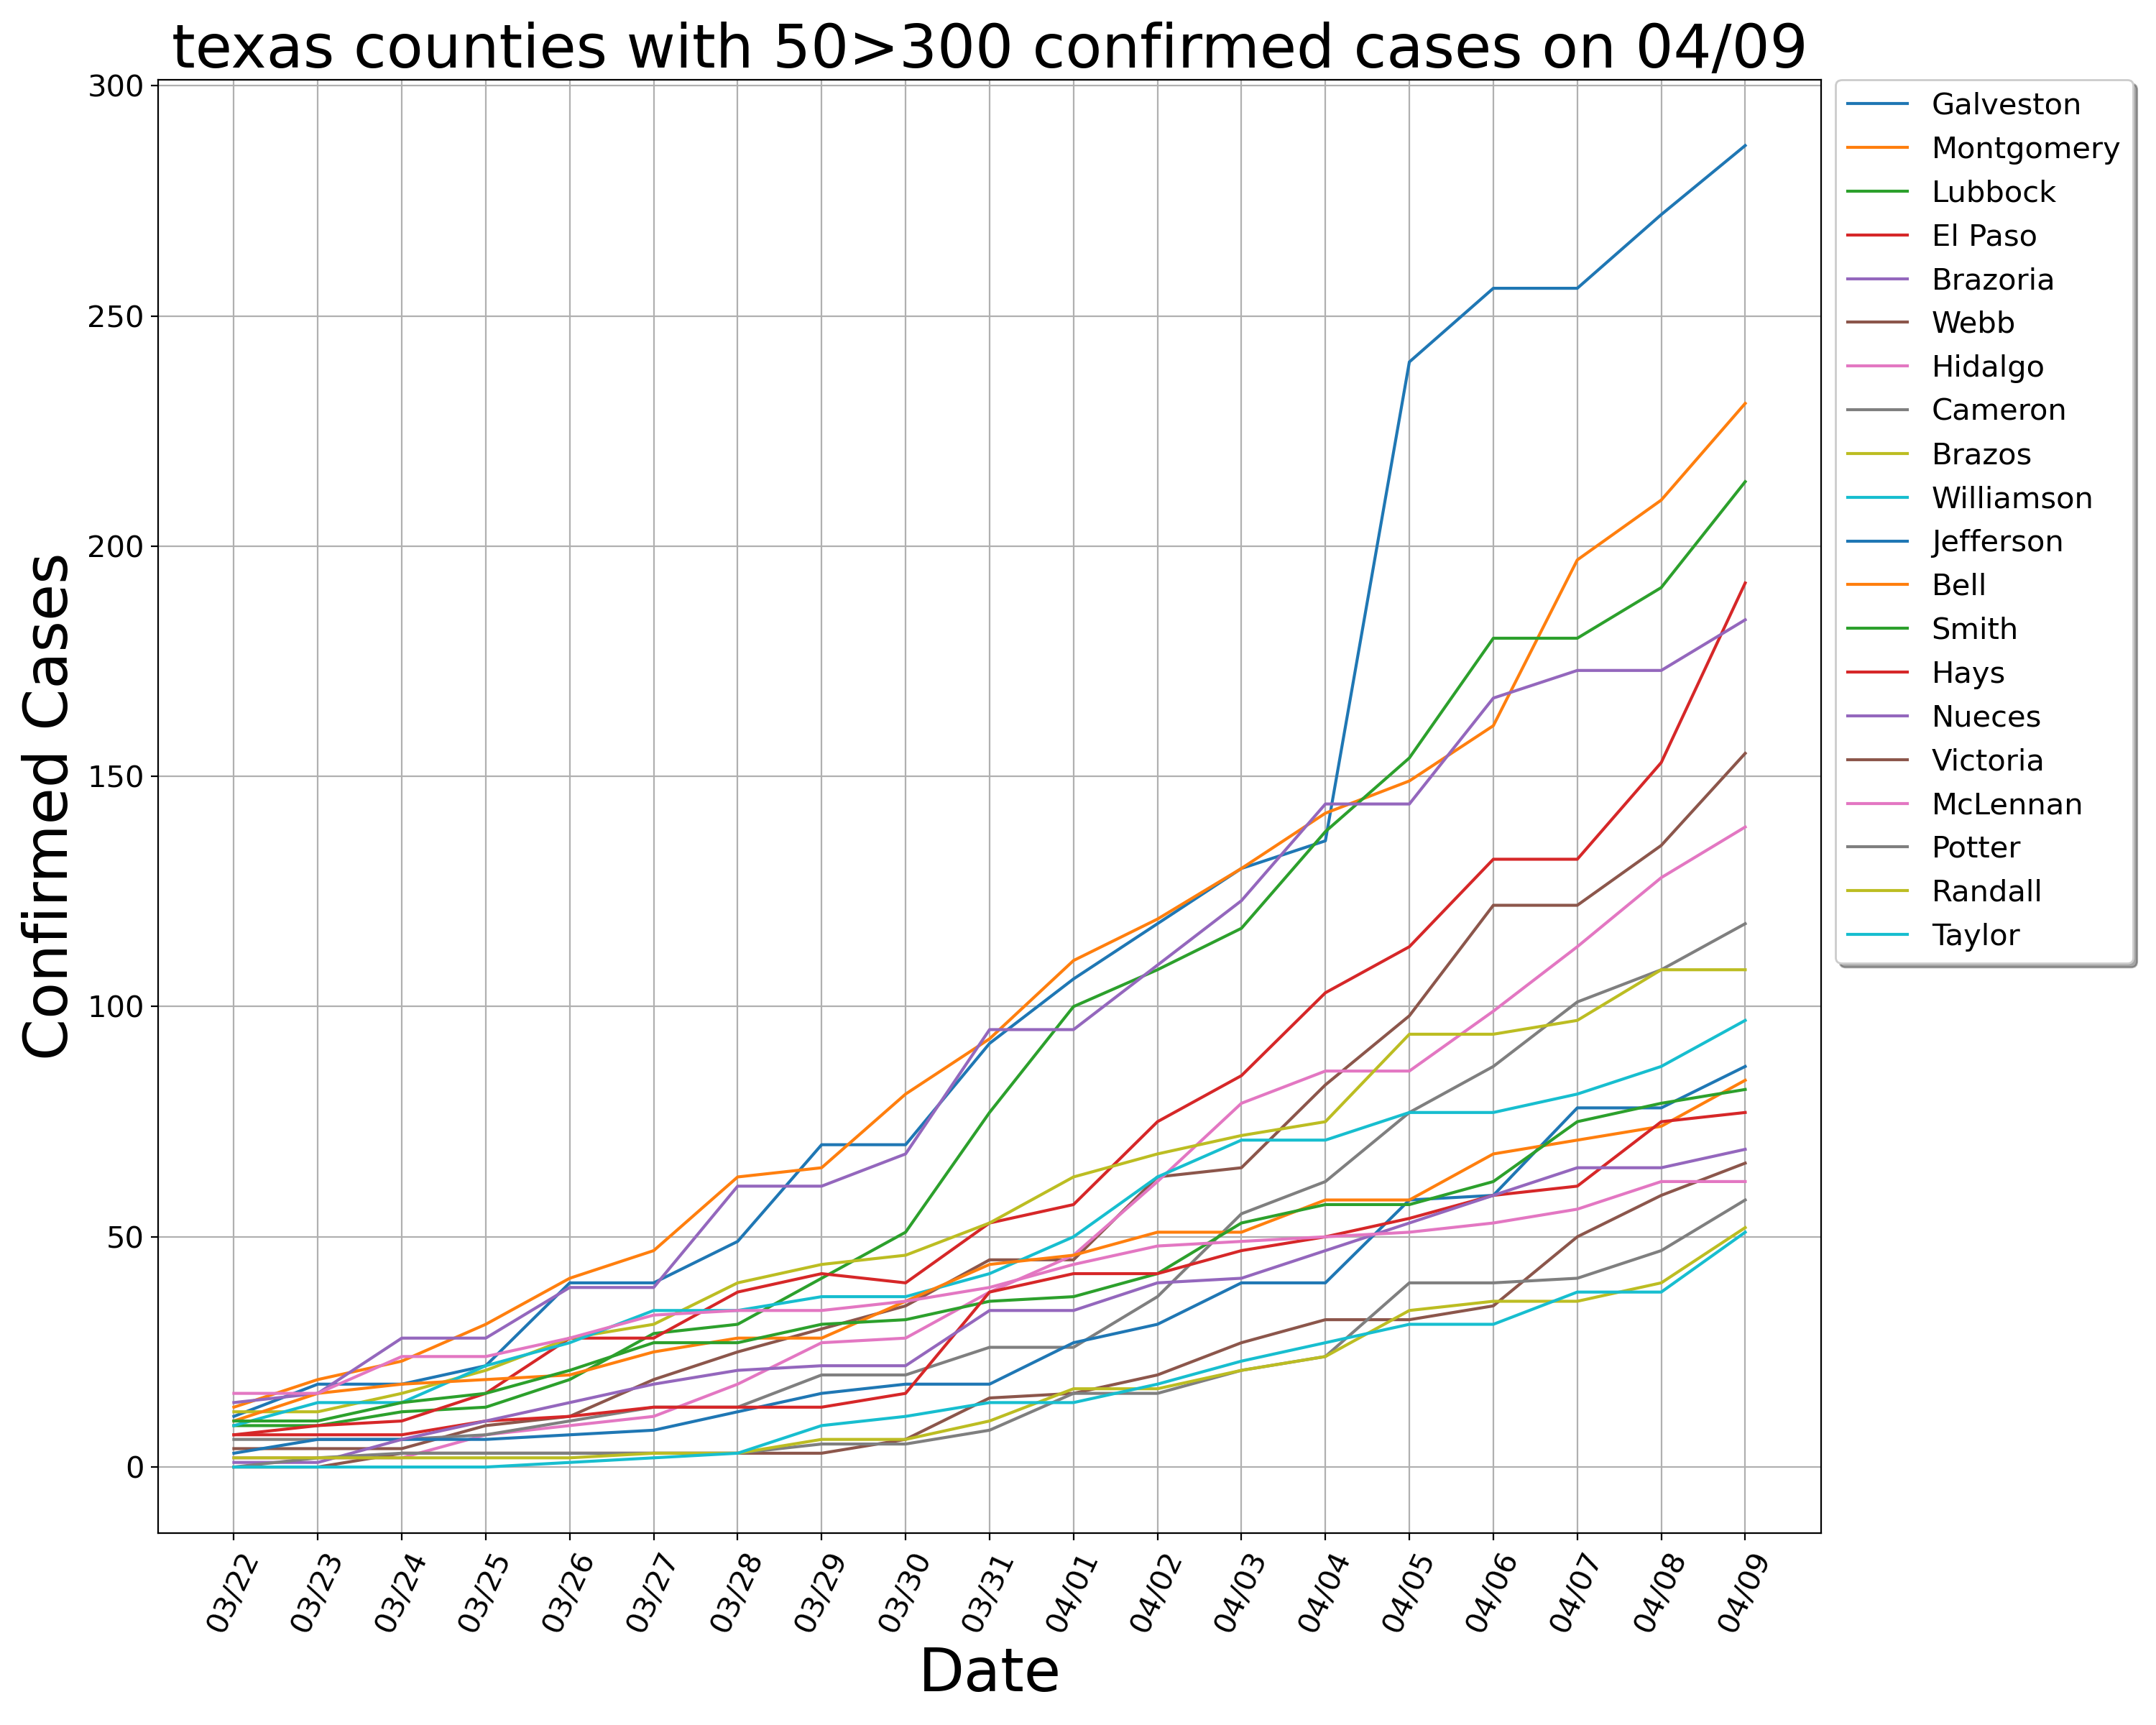 texas counties with 50>300 confirmed cases on 04/09
Confirmed Cases
300
250
200
150
100
50
0
03/22
03/23
03/24
03/25
03/26
03/27
03/28
03/29
03/30
03/31
04/01
04/02
04/03
04/04
04/05
04/06
04/07
04/08
04/09
Date
Galveston
Montgomery
Lubbock
El Paso
Brazoria
Webb
Hidalgo
Cameron
Brazos
Williamson
Jefferson
Bell
Smith
Hays
Nueces
Victoria
McLennan
Potter
Randall
Taylor